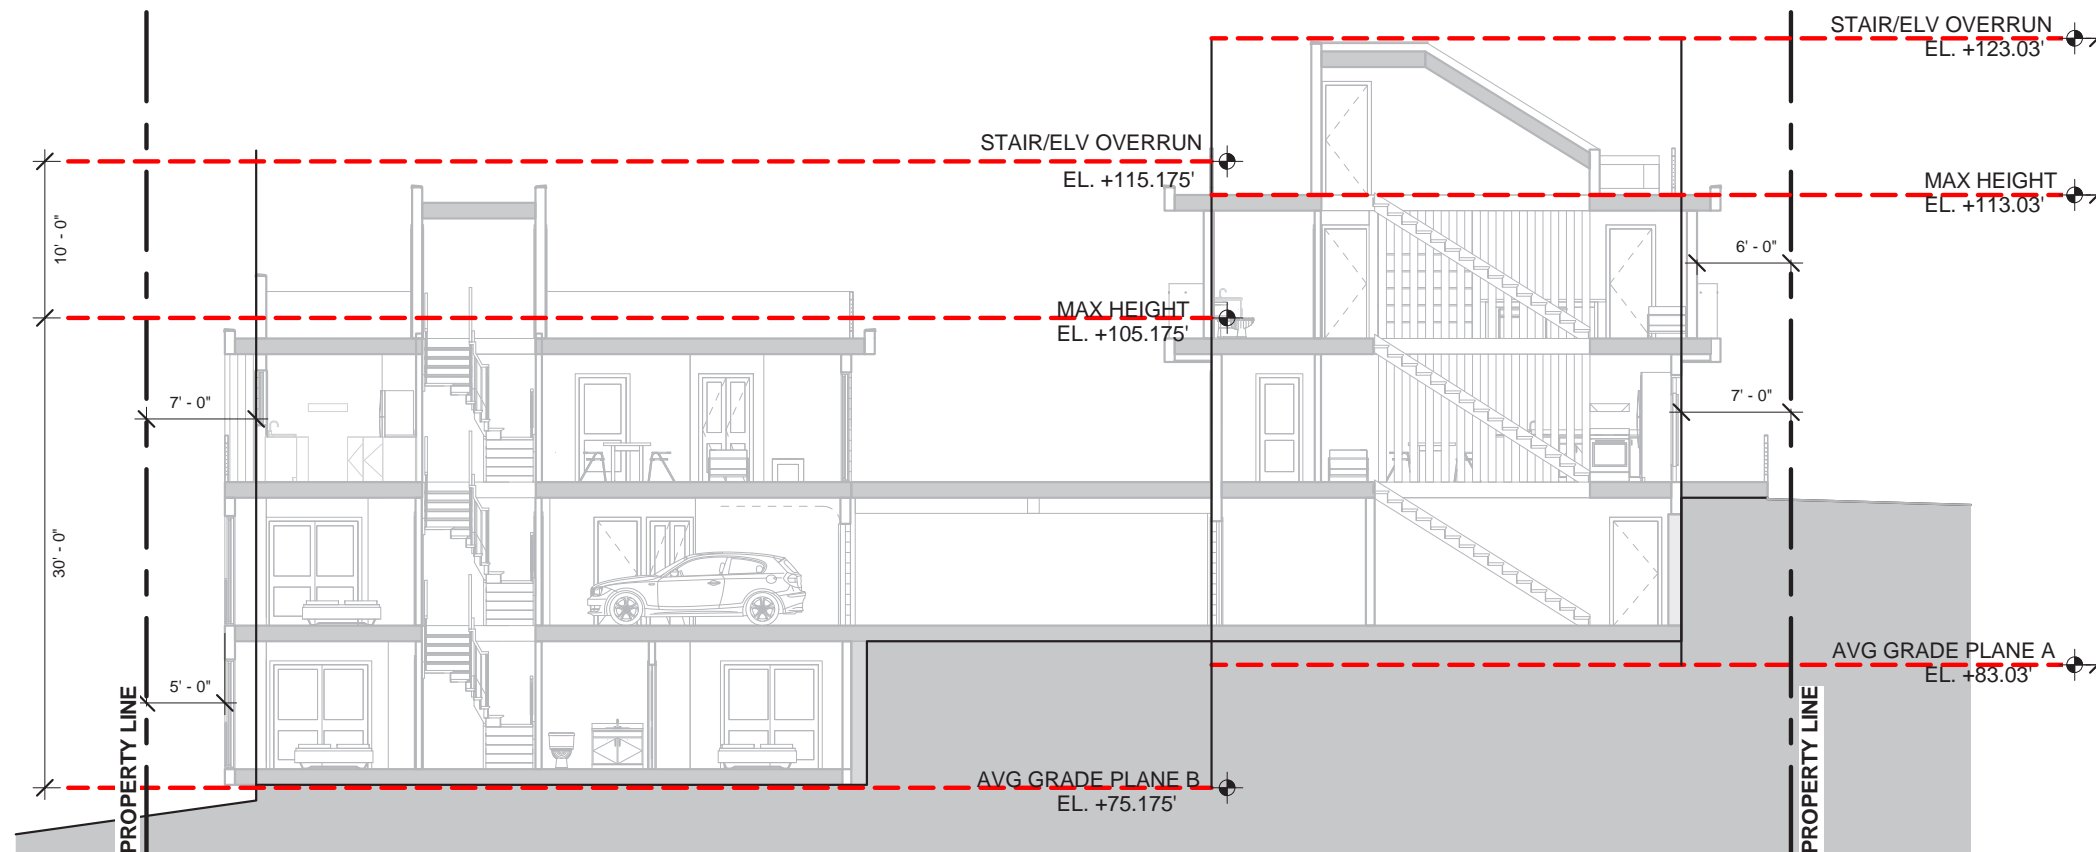 STAIR/ELV OVERRUN
EL. +123.03'
STAIR/ELV OVERRUN
EL. +115.175'
MAX HEIGHT
EL. +113.03'
10' - 0"
6' - 0"
MAX HEIGHT
EL. +105.175'
7' - 0"
7' - 0"
30' - 0"
AVG GRADE PLANE A
EL. +83.03'
5' - 0"
PROPERTY LINE
PROPERTY LINE
AVG GRADE PLANE B
EL. +75.175'